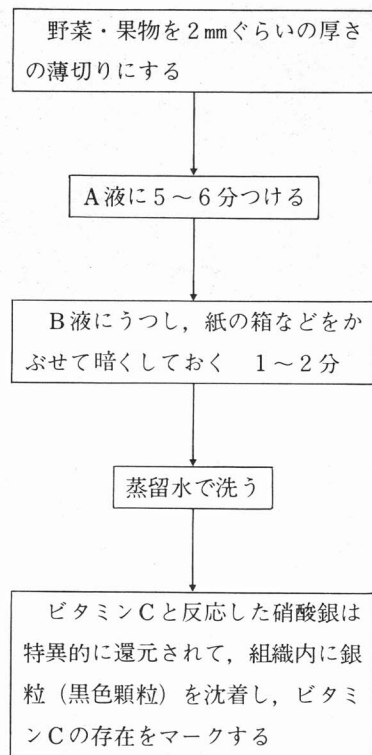 野菜・果物を2mmぐらいの厚さ
の薄切りにする
A液に5～6分つける
B液にうつし，紙の箱などをか
ぶせて暗くしておく　1～2分
蒸留水で洗う
ビタミンCと反応した硝酸銀は
特異的に還元されて，組織内に銀
粒（黒色顆粒）を沈着し，ビタミ
ンCの存在をマークする